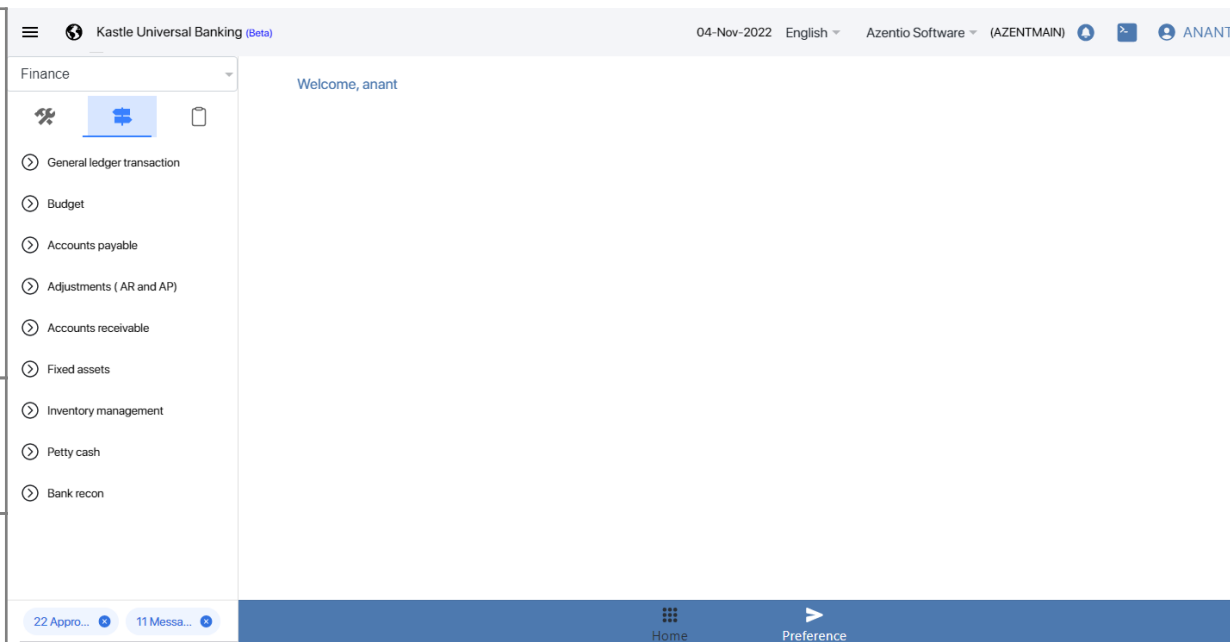 Kastle Universal Banking (Beta) 04-Nov-2022 English Azentio Software (AZENTMAIN) ANANT
Finance
Welcome, anant
General ledger transaction
Budget
Accounts payable
Adjustments ( AR and AP)
Accounts receivable
Fixed assets
Inventory management
Petty cash
Bank recon
22 Appro... 11 Messa...
Home Preference